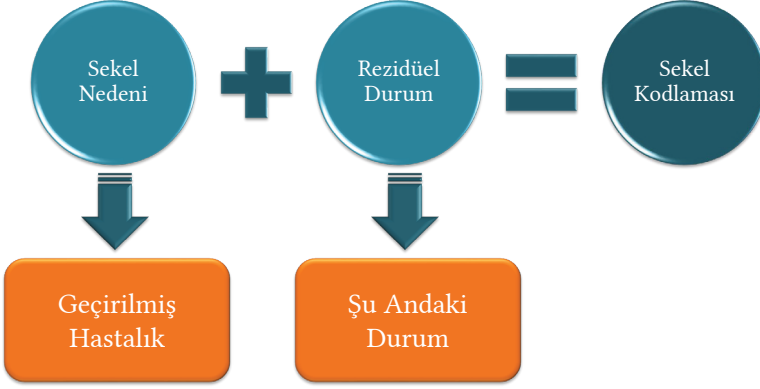 Sekel
Nedeni
Rezidüel
Durum
Sekel
Kodlaması
Geçirilmiş
Hastalık
Şu Andaki
Durum